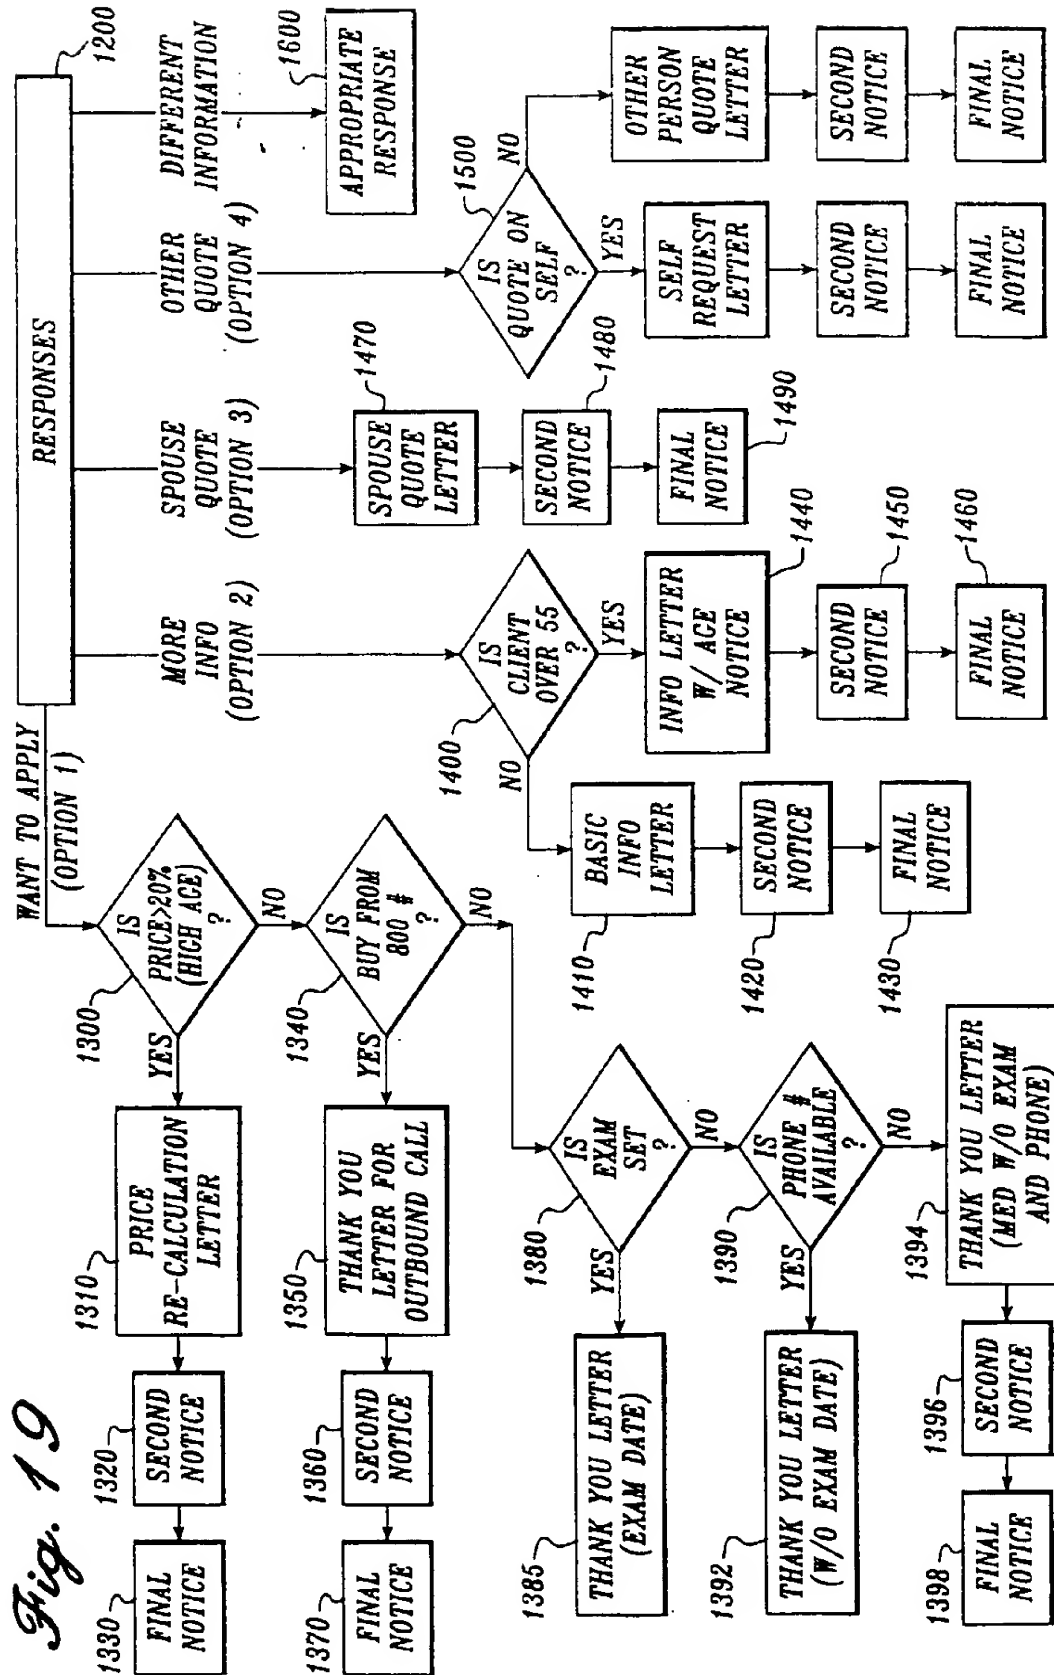 Fig. 19
RESPONSES
1200
WANT TO APPLY
(OPTION 1)
MORE
INFO
(OPTION 2)
SPOUSE
QUOTE
(OPTION 3)
OTHER
QUOTE
(OPTION 4)
DIFFERENT
INFORMATION
1300
IS
PRICE>20%
(HIGH AGE)
?
YES
NO
1310
PRICE
RE-CALCULATION
LETTER
1320
SECOND
NOTICE
1330
FINAL
NOTICE
1340
IS
BUY FROM
800 #
?
YES
NO
1350
THANK YOU
LETTER FOR
OUTBOUND CALL
1360
SECOND
NOTICE
1370
FINAL
NOTICE
1380
IS
EXAM
SET
?
YES
NO
1385
THANK YOU LETTER
(EXAM DATE)
1390
IS
PHONE #
AVAILABLE
?
YES
NO
1392
THANK YOU LETTER
(W/O EXAM DATE)
1394
THANK YOU LETTER
(MED W/O EXAM
AND PHONE)
1396
SECOND
NOTICE
1398
FINAL
NOTICE
1400
IS
CLIENT
OVER 55
?
NO
YES
1410
BASIC
INFO
LETTER
1420
SECOND
NOTICE
1430
FINAL
NOTICE
1440
INFO LETTER
W/ AGE
NOTICE
1450
SECOND
NOTICE
1460
FINAL
NOTICE
1470
SPOUSE
QUOTE
LETTER
1480
SECOND
NOTICE
1490
FINAL
NOTICE
1500
IS
QUOTE ON
SELF
?
YES
NO
SELF
REQUEST
LETTER
SECOND
NOTICE
FINAL
NOTICE
OTHER
PERSON
QUOTE
LETTER
SECOND
NOTICE
FINAL
NOTICE
1600
APPROPRIATE
RESPONSE